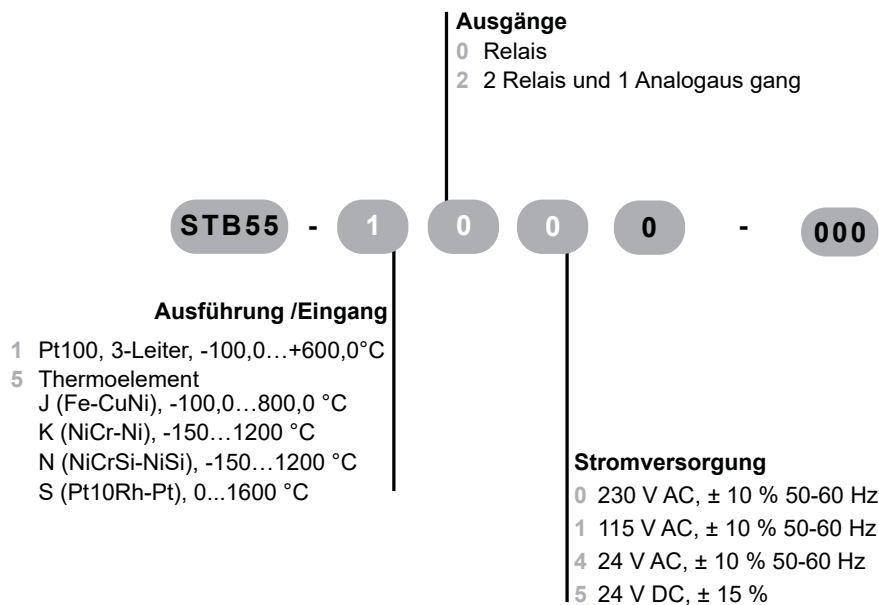 Ausgänge
0 Relais
2 2 Relais und 1 Analogaus gang
STB55 - 1 0 0 0 - 000
Ausführung /Eingang
1 Pt100, 3-Leiter, -100,0…+600,0°C
5 Thermoelement
J (Fe-CuNi), -100,0…800,0 °C
K (NiCr-Ni), -150…1200 °C
N (NiCrSi-NiSi), -150…1200 °C
S (Pt10Rh-Pt), 0...1600 °C
Stromversorgung
0 230 V AC, ± 10 % 50-60 Hz
1 115 V AC, ± 10 % 50-60 Hz
4 24 V AC, ± 10 % 50-60 Hz
5 24 V DC, ± 15 %